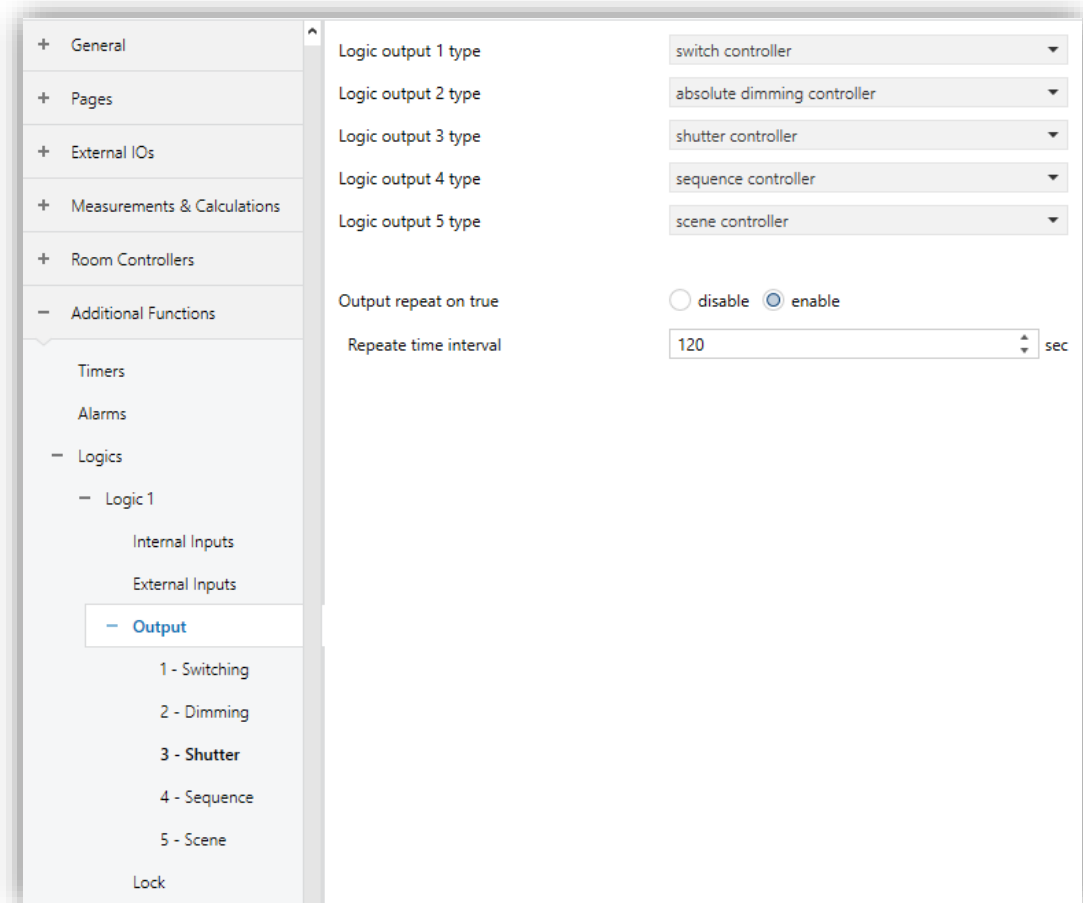 General
Pages
External IOs
Measurements & Calculations
Room Controllers
Additional Functions
Timers
Alarms
Logics
Logic 1
Internal Inputs
External Inputs
Output
1 - Switching
2 - Dimming
3 - Shutter
4 - Sequence
5 - Scene
Lock
Logic output 1 type switch controller
Logic output 2 type absolute dimming controller
Logic output 3 type shutter controller
Logic output 4 type sequence controller
Logic output 5 type scene controller
Output repeat on true disable enable
Repeate time interval 120 sec